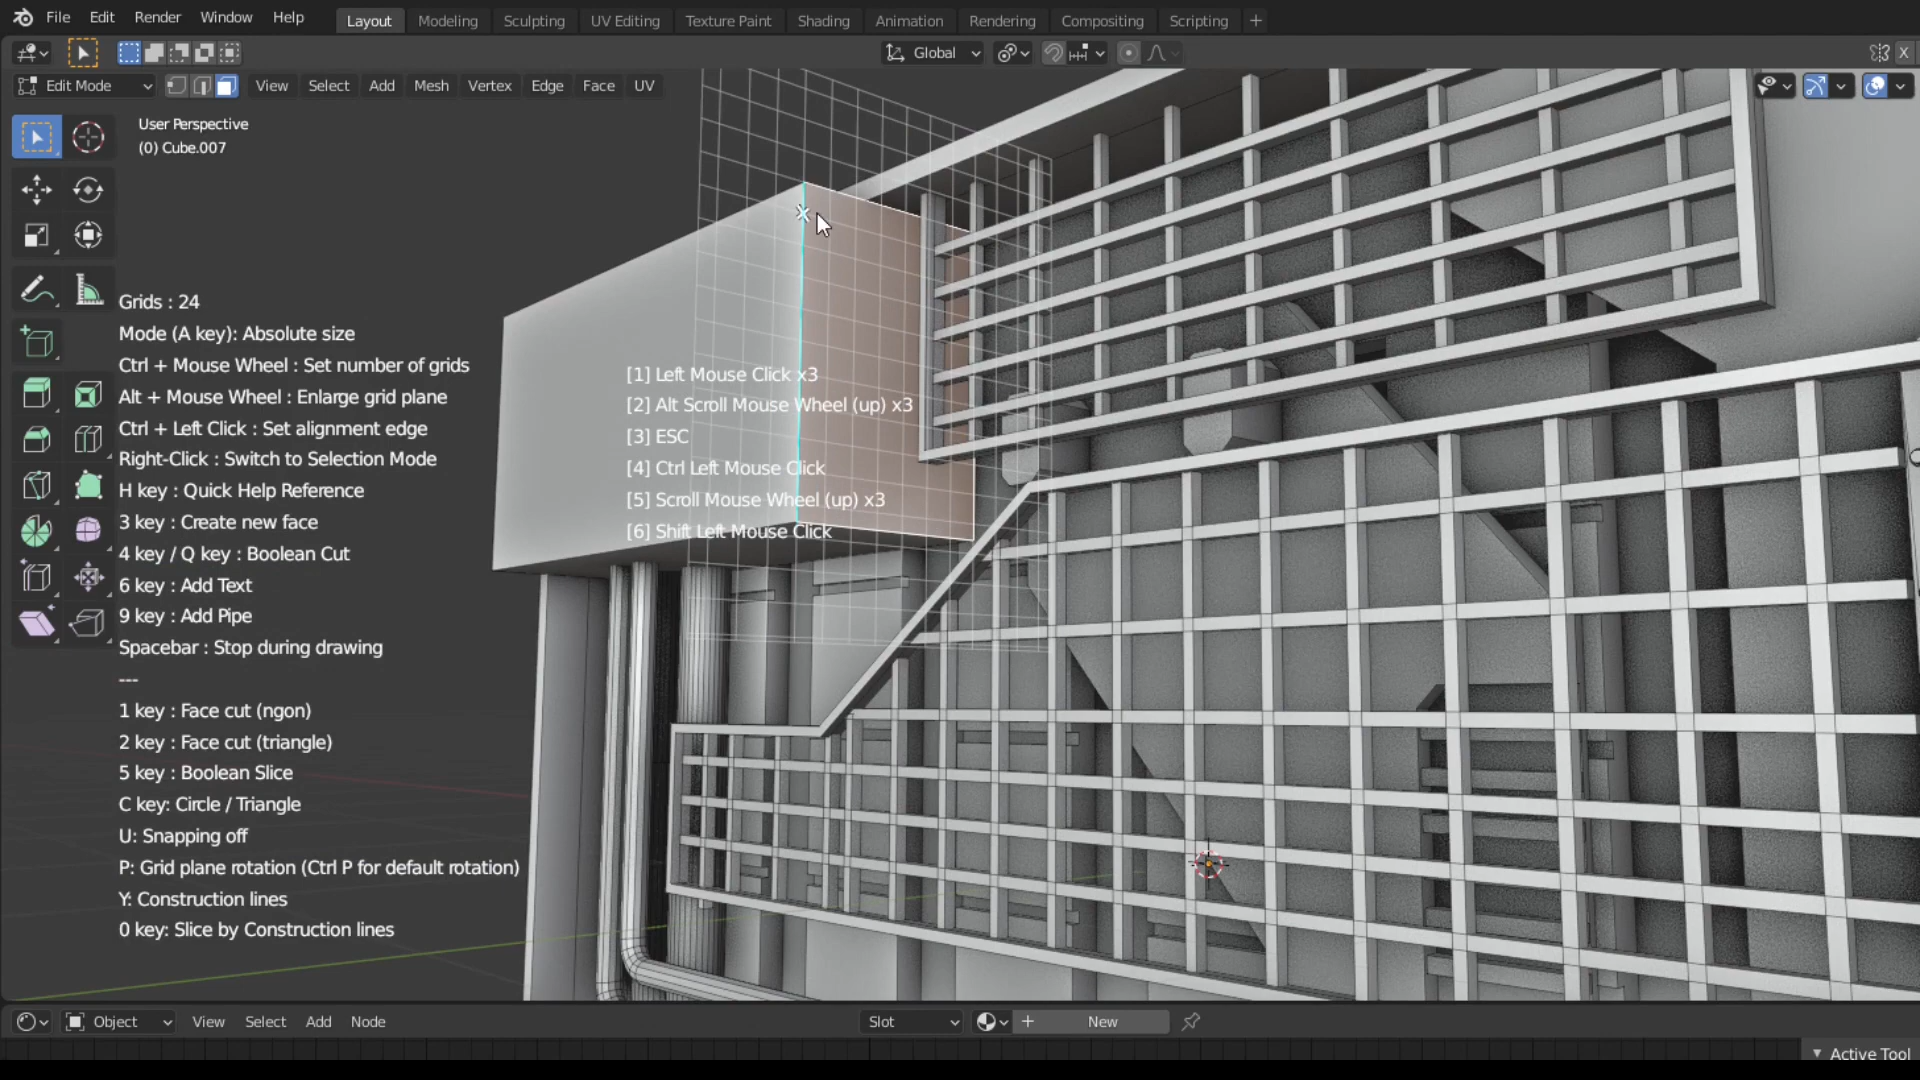 File Edit Render Window Help Layout Modeling Sculpting UV Editing Texture Paint Shading Animation Rendering Compositing Scripting +
Global X
Edit Mode View Select Add Mesh Vertex Edge Face UV
User Perspective
(0) Cube.007
Grids : 24
Mode (A key): Absolute size
Ctrl + Mouse Wheel : Set number of grids
Alt + Mouse Wheel : Enlarge grid plane
Ctrl + Left Click : Set alignment edge
Right-Click : Switch to Selection Mode
H key : Quick Help Reference
3 key : Create new face
4 key / Q key : Boolean Cut
6 key : Add Text
9 key : Add Pipe
Spacebar : Stop during drawing
---
1 key : Face cut (ngon)
2 key : Face cut (triangle)
5 key : Boolean Slice
C key: Circle / Triangle
U: Snapping off
P: Grid plane rotation (Ctrl P for default rotation)
Y: Construction lines
0 key: Slice by Construction lines
[1] Left Mouse Click x3
[2] Alt Scroll Mouse Wheel (up) x3
[3] ESC
[4] Ctrl Left Mouse Click
[5] Scroll Mouse Wheel (up) x3
[6] Shift Left Mouse Click
Object View Select Add Node Slot + New
Active Tool